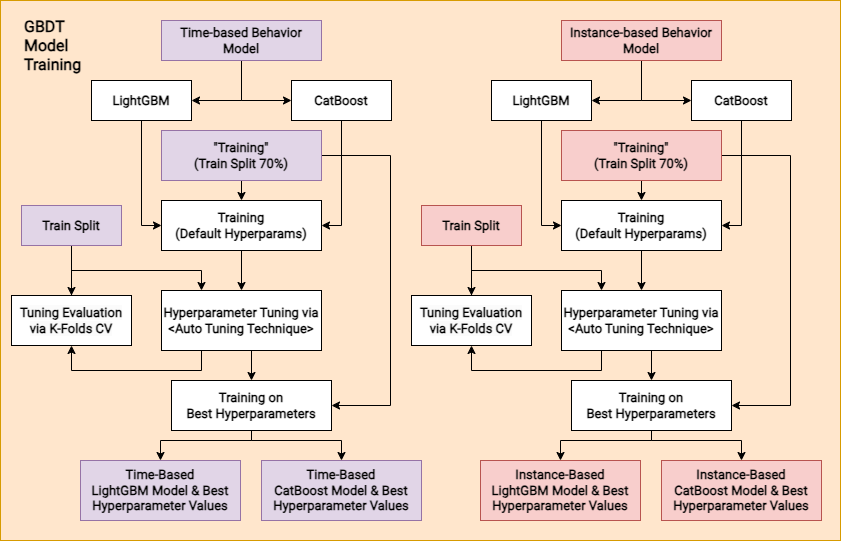 GBDT
Model
Training
Time-based Behavior
Model
LightGBM
CatBoost
"Training"
(Train Split 70%)
Train Split
Training
(Default Hyperparams)
Tuning Evaluation
via K-Folds CV
Hyperparameter Tuning via
<Auto Tuning Technique>
Training on
Best Hyperparameters
Time-Based
LightGBM Model & Best
Hyperparameter Values
Time-Based
CatBoost Model & Best
Hyperparameter Values
Instance-based Behavior
Model
LightGBM
CatBoost
"Training"
(Train Split 70%)
Train Split
Training
(Default Hyperparams)
Tuning Evaluation
via K-Folds CV
Hyperparameter Tuning via
<Auto Tuning Technique>
Training on
Best Hyperparameters
Instance-Based
LightGBM Model & Best
Hyperparameter Values
Instance-Based
CatBoost Model & Best
Hyperparameter Values